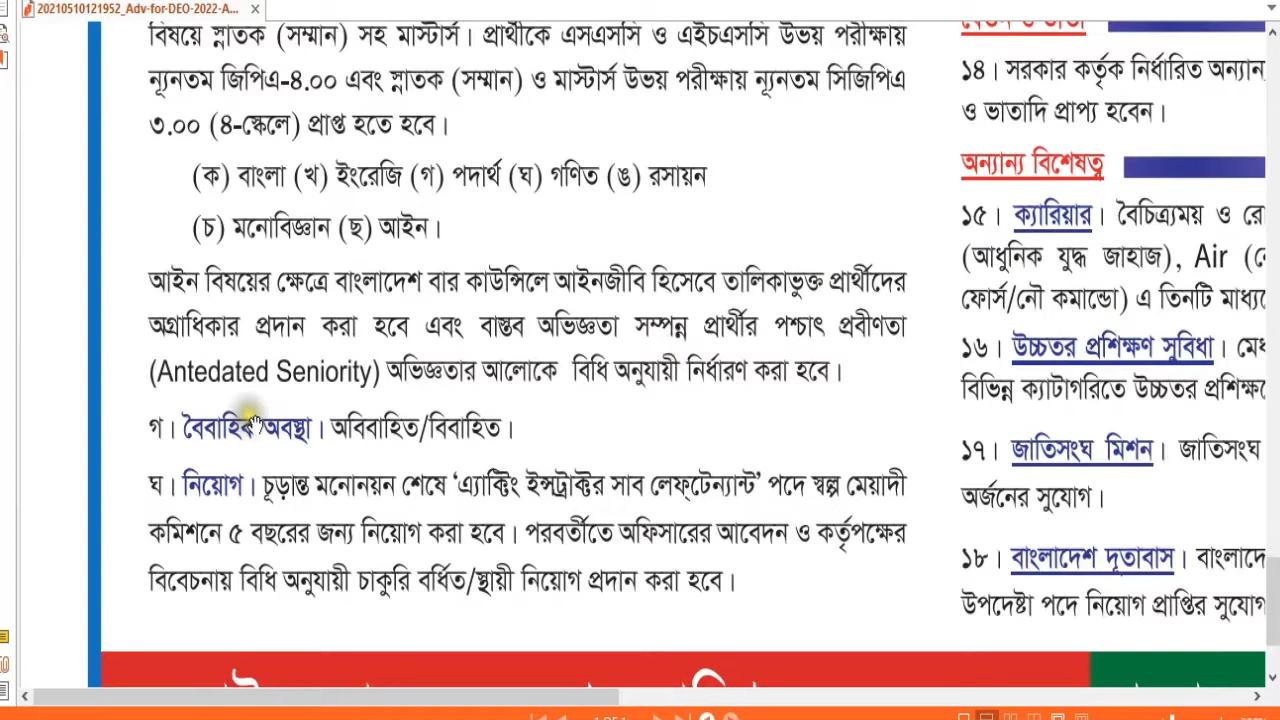 20210510121952_Adv-for-DEO-2022-A...
বিষয়ে স্নাতক (সম্মান) সহ মাস্টার্স। প্রার্থীকে এসএসসি ও এইচএসসি উভয় পরীক্ষায়
ন্যূনতম জিপিএ-৪.০০ এবং স্নাতক (সম্মান) ও মাস্টার্স উভয় পরীক্ষায় ন্যূনতম সিজিপিএ
৩.০০ (৪-স্কেলে) প্রাপ্ত হতে হবে।
(ক) বাংলা (খ) ইংরেজি (গ) পদার্থ (ঘ) গণিত (ঙ) রসায়ন
(চ) মনোবিজ্ঞান (ছ) আইন।
আইন বিষয়ের ক্ষেত্রে বাংলাদেশ বার কাউন্সিলে আইনজীবি হিসেবে তালিকাভুক্ত প্রার্থীদের
অগ্রাধিকার প্রদান করা হবে এবং বাস্তব অভিজ্ঞতা সম্পন্ন প্রার্থীর পশ্চাৎ প্রবীণতা
(Antedated Seniority) অভিজ্ঞতার আলোকে বিধি অনুযায়ী নির্ধারণ করা হবে।
গ। বৈবাহিক অবস্থা। অবিবাহিত/বিবাহিত।
ঘ। নিয়োগ। চূড়ান্ত মনোনয়ন শেষে ‘এ্যাক্টিং ইন্সট্রাক্টর সাব লেফ্‌টেন্যান্ট’ পদে স্বল্প মেয়াদী
কমিশনে ৫ বছরের জন্য নিয়োগ করা হবে। পরবর্তীতে অফিসারের আবেদন ও কর্তৃপক্ষের
বিবেচনায় বিধি অনুযায়ী চাকুরি বর্ধিত/স্থায়ী নিয়োগ প্রদান করা হবে।
১৪। সরকার কর্তৃক নির্ধারিত অন্যান
ও ভাতাদি প্রাপ্য হবেন।
অন্যান্য বিশেষত্ব
১৫। ক্যারিয়ার। বৈচিত্র্যময় ও রো
(আধুনিক যুদ্ধ জাহাজ), Air (
ফোর্স/নৌ কমান্ডো) এ তিনটি মাধ্য
১৬। উচ্চতর প্রশিক্ষণ সুবিধা। মেধ
বিভিন্ন ক্যাটাগরিতে উচ্চতর প্রশিক্ষ
১৭। জাতিসংঘ মিশন। জাতিসংঘ
অর্জনের সুযোগ।
১৮। বাংলাদেশ দূতাবাস। বাংলাদে
উপদেষ্টা পদে নিয়োগ প্রাপ্তির সুযোগ